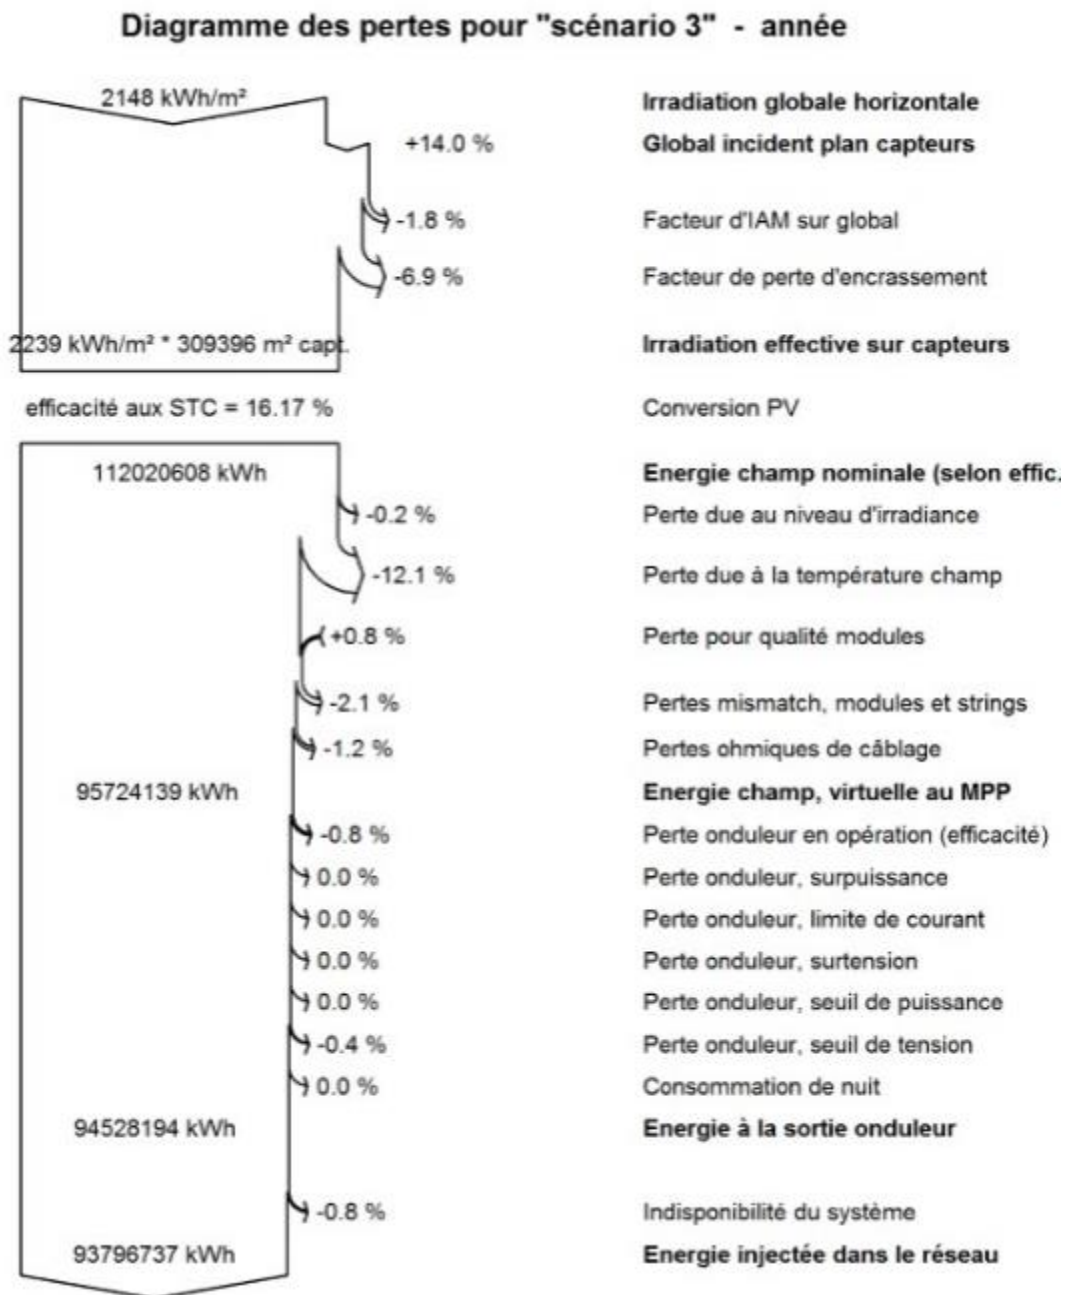 Diagramme des pertes pour "scénario 3" - année
2148 kWh/m² Irradiation globale horizontale
+14.0 % Global incident plan capteurs
-1.8 % Facteur d'IAM sur global
-6.9 % Facteur de perte d'encrassement
2239 kWh/m² * 309396 m² capt. Irradiation effective sur capteurs
efficacité aux STC = 16.17 % Conversion PV
112020608 kWh Energie champ nominale (selon effic.
-0.2 % Perte due au niveau d'irradiance
-12.1 % Perte due à la température champ
+0.8 % Perte pour qualité modules
-2.1 % Pertes mismatch, modules et strings
-1.2 % Pertes ohmiques de câblage
95724139 kWh Energie champ, virtuelle au MPP
-0.8 % Perte onduleur en opération (efficacité)
0.0 % Perte onduleur, surpuissance
0.0 % Perte onduleur, limite de courant
0.0 % Perte onduleur, surtension
0.0 % Perte onduleur, seuil de puissance
-0.4 % Perte onduleur, seuil de tension
0.0 % Consommation de nuit
94528194 kWh Energie à la sortie onduleur
-0.8 % Indisponibilité du système
93796737 kWh Energie injectée dans le réseau